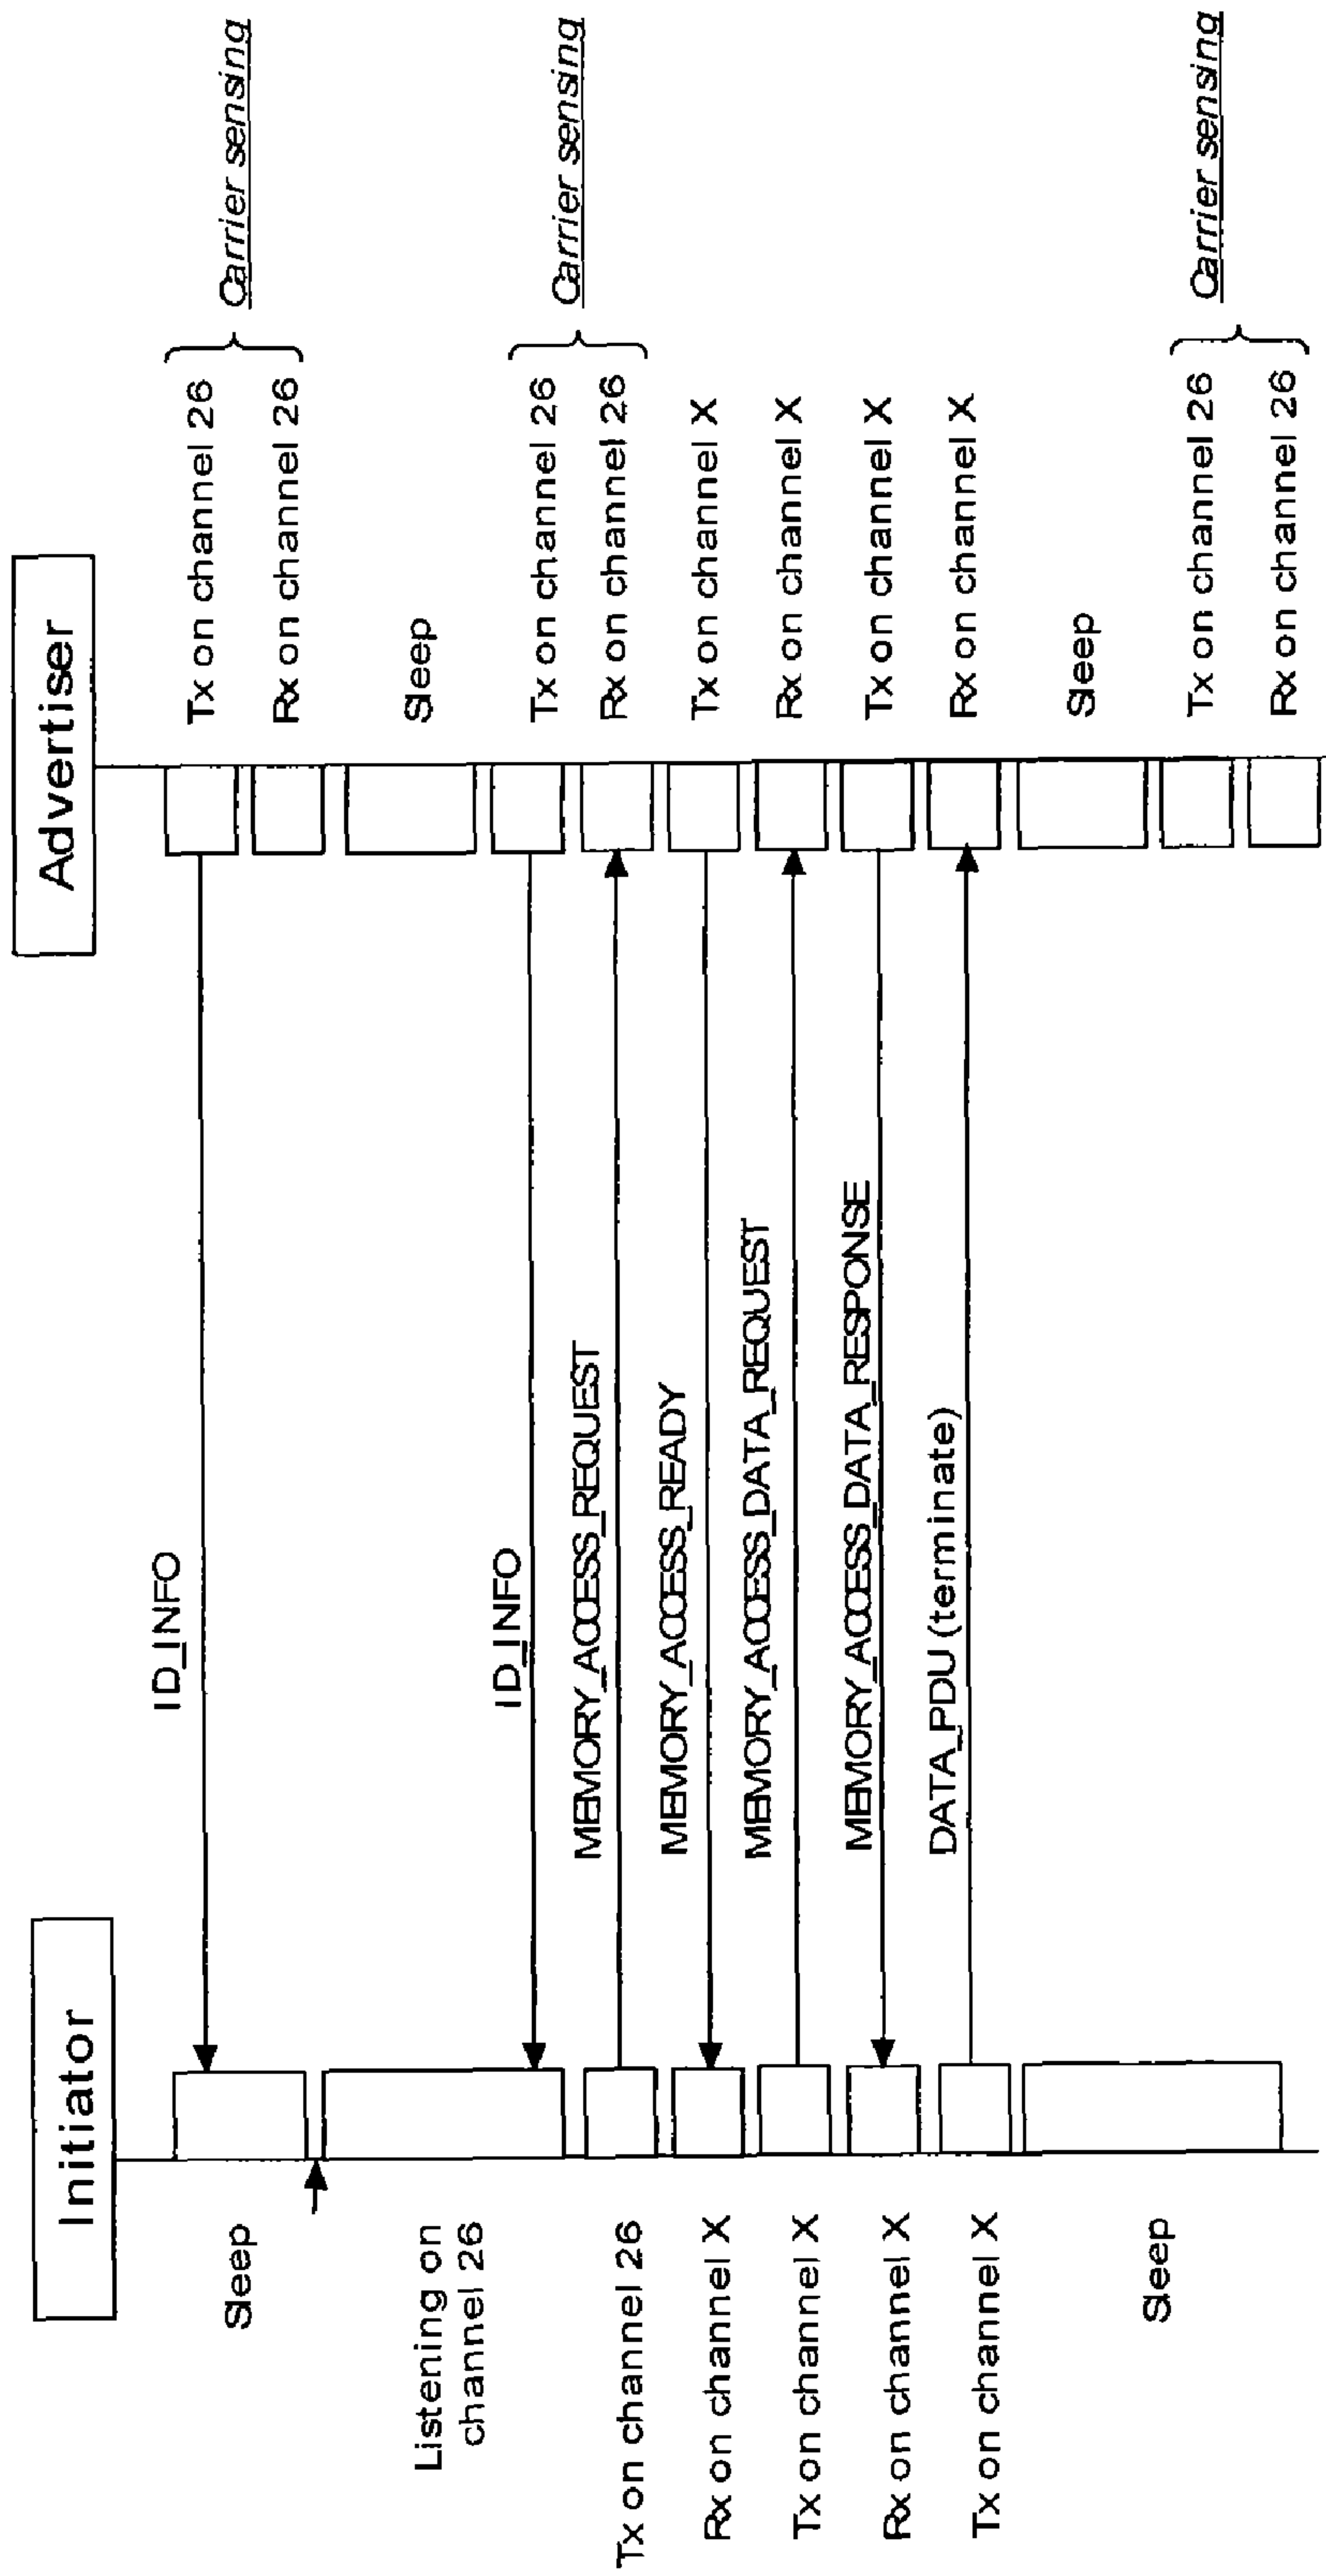 Initiator
Advertiser
Sleep
ID_INFO
Tx on channel 26
Rx on channel 26
Carrier sensing
Sleep
Listening on
channel 26
ID_INFO
Tx on channel 26
Carrier sensing
Tx on channel 26
MEMORY_ACCESS_REQUEST
Rx on channel 26
Rx on channel X
MEMORY_ACCESS_READY
Tx on channel X
Tx on channel X
MEMORY_ACCESS_DATA_REQUEST
Rx on channel X
Rx on channel X
MEMORY_ACCESS_DATA_RESPONSE
Tx on channel X
Tx on channel X
DATA_PDU (terminate)
Rx on channel X
Sleep
Sleep
Tx on channel 26
Rx on channel 26
Carrier sensing